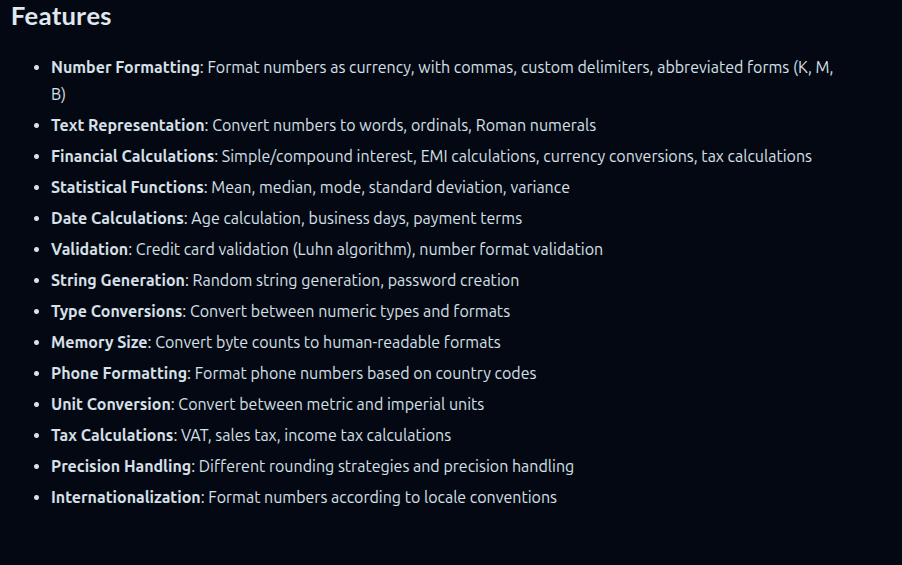 Features
• Number Formatting: Format numbers as currency, with commas, custom delimiters, abbreviated forms (K, M,
B)
• Text Representation: Convert numbers to words, ordinals, Roman numerals
• Financial Calculations: Simple/compound interest, EMI calculations, currency conversions, tax calculations
• Statistical Functions: Mean, median, mode, standard deviation, variance
• Date Calculations: Age calculation, business days, payment terms
• Validation: Credit card validation (Luhn algorithm), number format validation
• String Generation: Random string generation, password creation
• Type Conversions: Convert between numeric types and formats
• Memory Size: Convert byte counts to human-readable formats
• Phone Formatting: Format phone numbers based on country codes
• Unit Conversion: Convert between metric and imperial units
• Tax Calculations: VAT, sales tax, income tax calculations
• Precision Handling: Different rounding strategies and precision handling
• Internationalization: Format numbers according to locale conventions